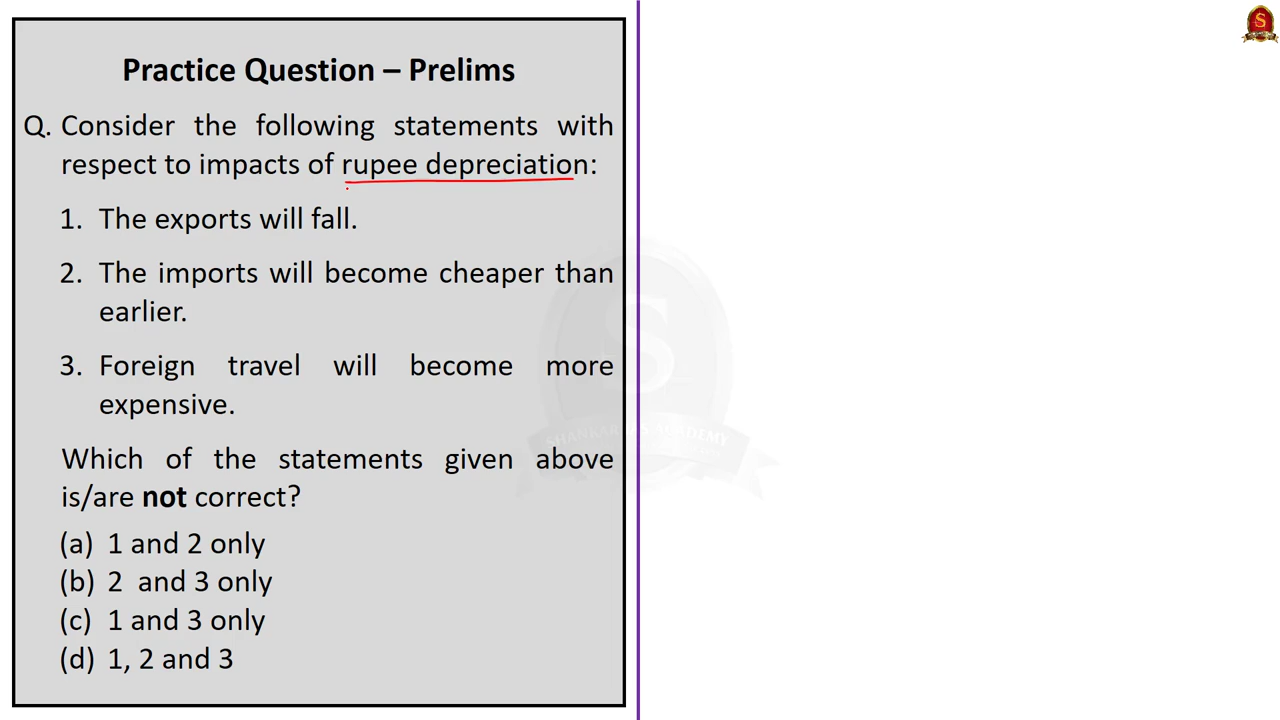 Practice Question – Prelims
Q. Consider the following statements with
respect to impacts of rupee depreciation:
1. The exports will fall.
2. The imports will become cheaper than
earlier.
3. Foreign travel will become more
expensive.
Which of the statements given above
is/are not correct?
(a) 1 and 2 only
(b) 2 and 3 only
(c) 1 and 3 only
(d) 1, 2 and 3
S
S